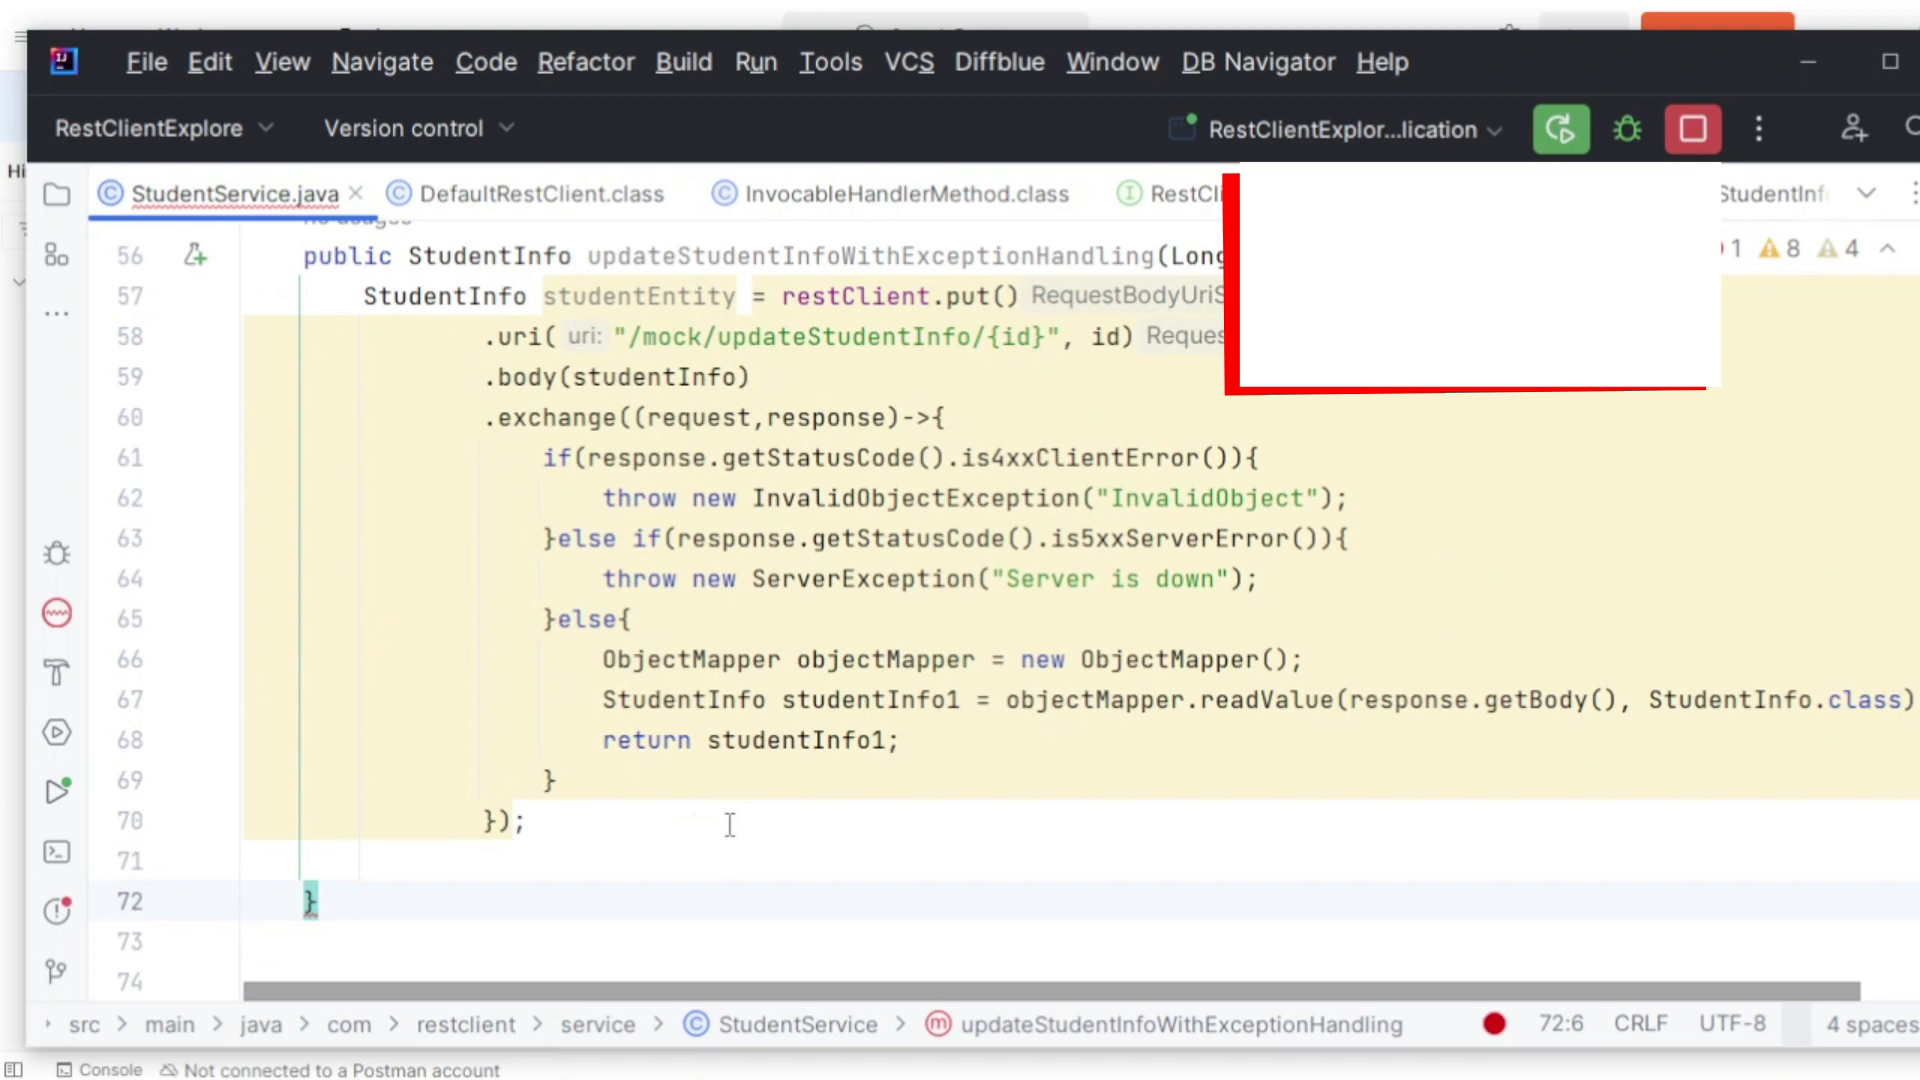 File Edit View Navigate Code Refactor Build Run Tools VCS Diffblue Window DB Navigator Help
RestClientExplore Version control RestClientExplor...lication
Hi
StudentService.java DefaultRestClient.class InvocableHandlerMethod.class RestCli StudentInf
1 8 4
56 public StudentInfo updateStudentInfoWithExceptionHandling(Long
57 StudentInfo studentEntity = restClient.put() RequestBodyUriS
58 .uri( uri: "/mock/updateStudentInfo/{id}", id) Reques
59 .body(studentInfo)
60 .exchange((request,response)->{
61 if(response.getStatusCode().is4xxClientError()){
62 throw new InvalidObjectException("InvalidObject");
63 }else if(response.getStatusCode().is5xxServerError()){
64 throw new ServerException("Server is down");
65 }else{
66 ObjectMapper objectMapper = new ObjectMapper();
67 StudentInfo studentInfo1 = objectMapper.readValue(response.getBody(), StudentInfo.class)
68 return studentInfo1;
69 }
70 });
71
72 }
73
74
src > main > java > com > restclient > service > StudentService > updateStudentInfoWithExceptionHandling 72:6 CRLF UTF-8 4 spaces
Console Not connected to a Postman account